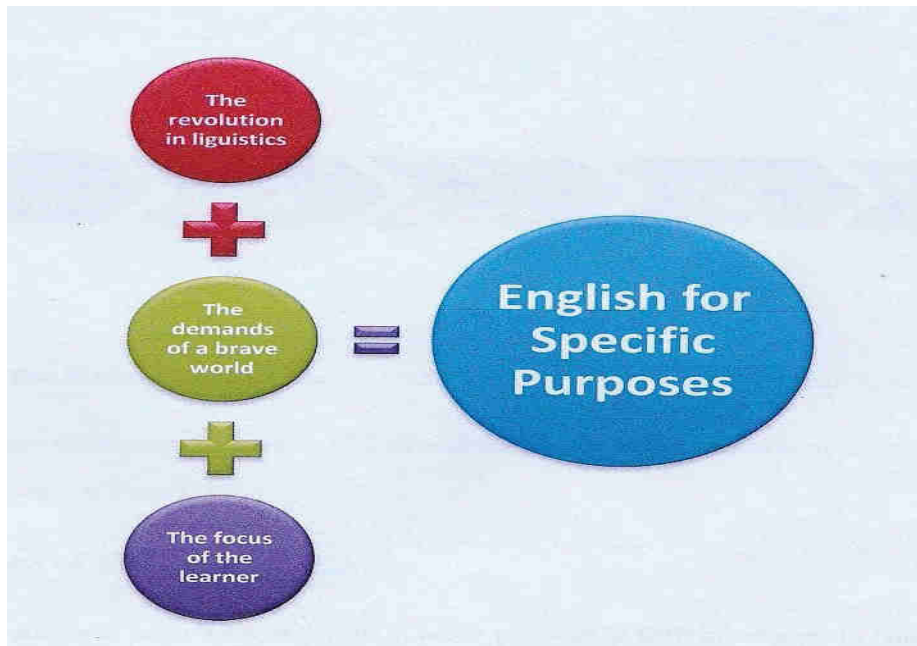 The
revolution
in liguistics
The
demands
of a brave
world
The focus
of the
learner
English for
Specific
Purposes